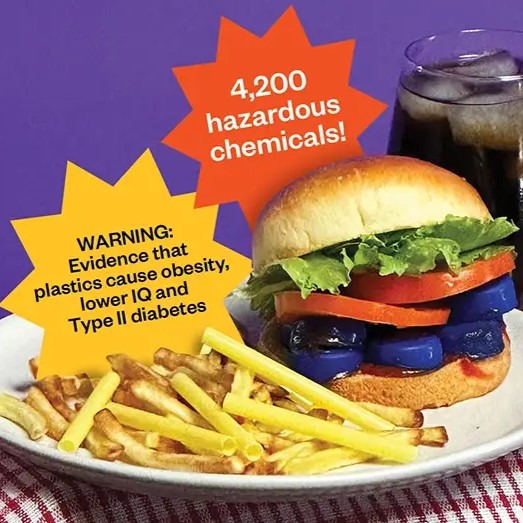 4,200
hazardous
chemicals!
WARNING:
Evidence that
plastics cause obesity,
lower IQ and
Type II diabetes